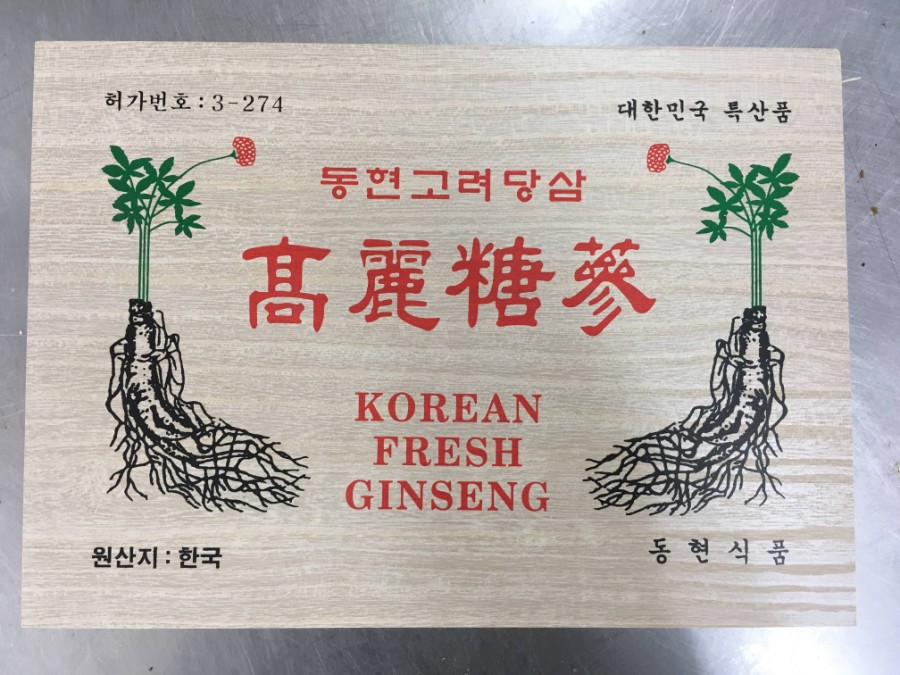 허가번호 : 3-274
대한민국 특산품
동현고려당삼
高麗糖蔘
KOREAN
FRESH
GINSENG
원산지 : 한국
동현식품